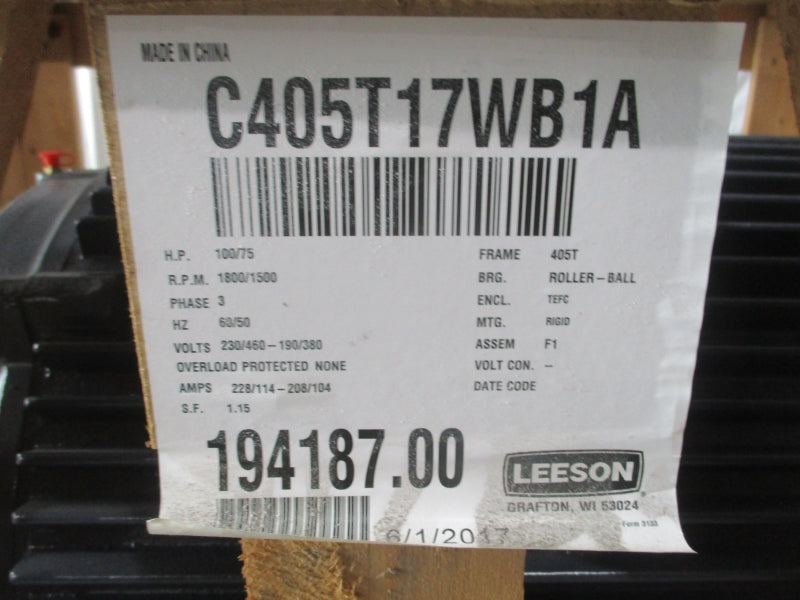 MADE IN CHINA
C405T17WB1A
H.P. 100/75
R.P.M. 1800/1500
PHASE 3
HZ 60/50
VOLTS 230/460-190/380
OVERLOAD PROTECTED NONE
AMPS 228/114-208/104
S.F. 1.15
FRAME 405T
BRG. ROLLER-BALL
ENCL. TEFC
MTG. RIGID
ASSEM F1
VOLT CON. --
DATE CODE
194187.00
LEESON
GRAFTON, WI 53024
Form 3133
6/1/2017